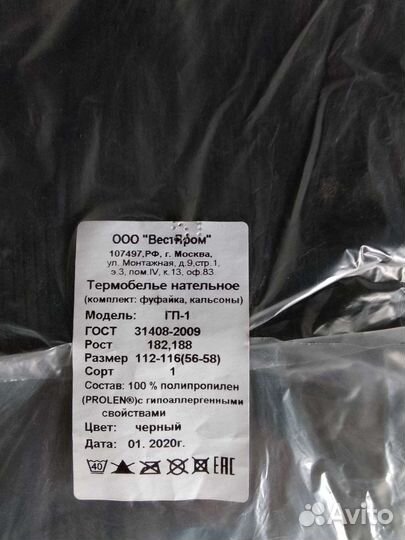 ООО "ВестПром"
107497,РФ, г. Москва,
ул. Монтажная, д.9,стр.1,
э.3, пом.IV, к.13, оф.83
Термобелье нательное
(комплект: фуфайка, кальсоны)
Модель: ГП-1
ГОСТ 31408-2009
Рост 182,188
Размер 112-116(56-58)
Сорт 1
Состав: 100 % полипропилен
(PROLEN®)с гипоаллергенными
свойствами
Цвет: черный
Дата: 01. 2020г.
40 EAC
Avito